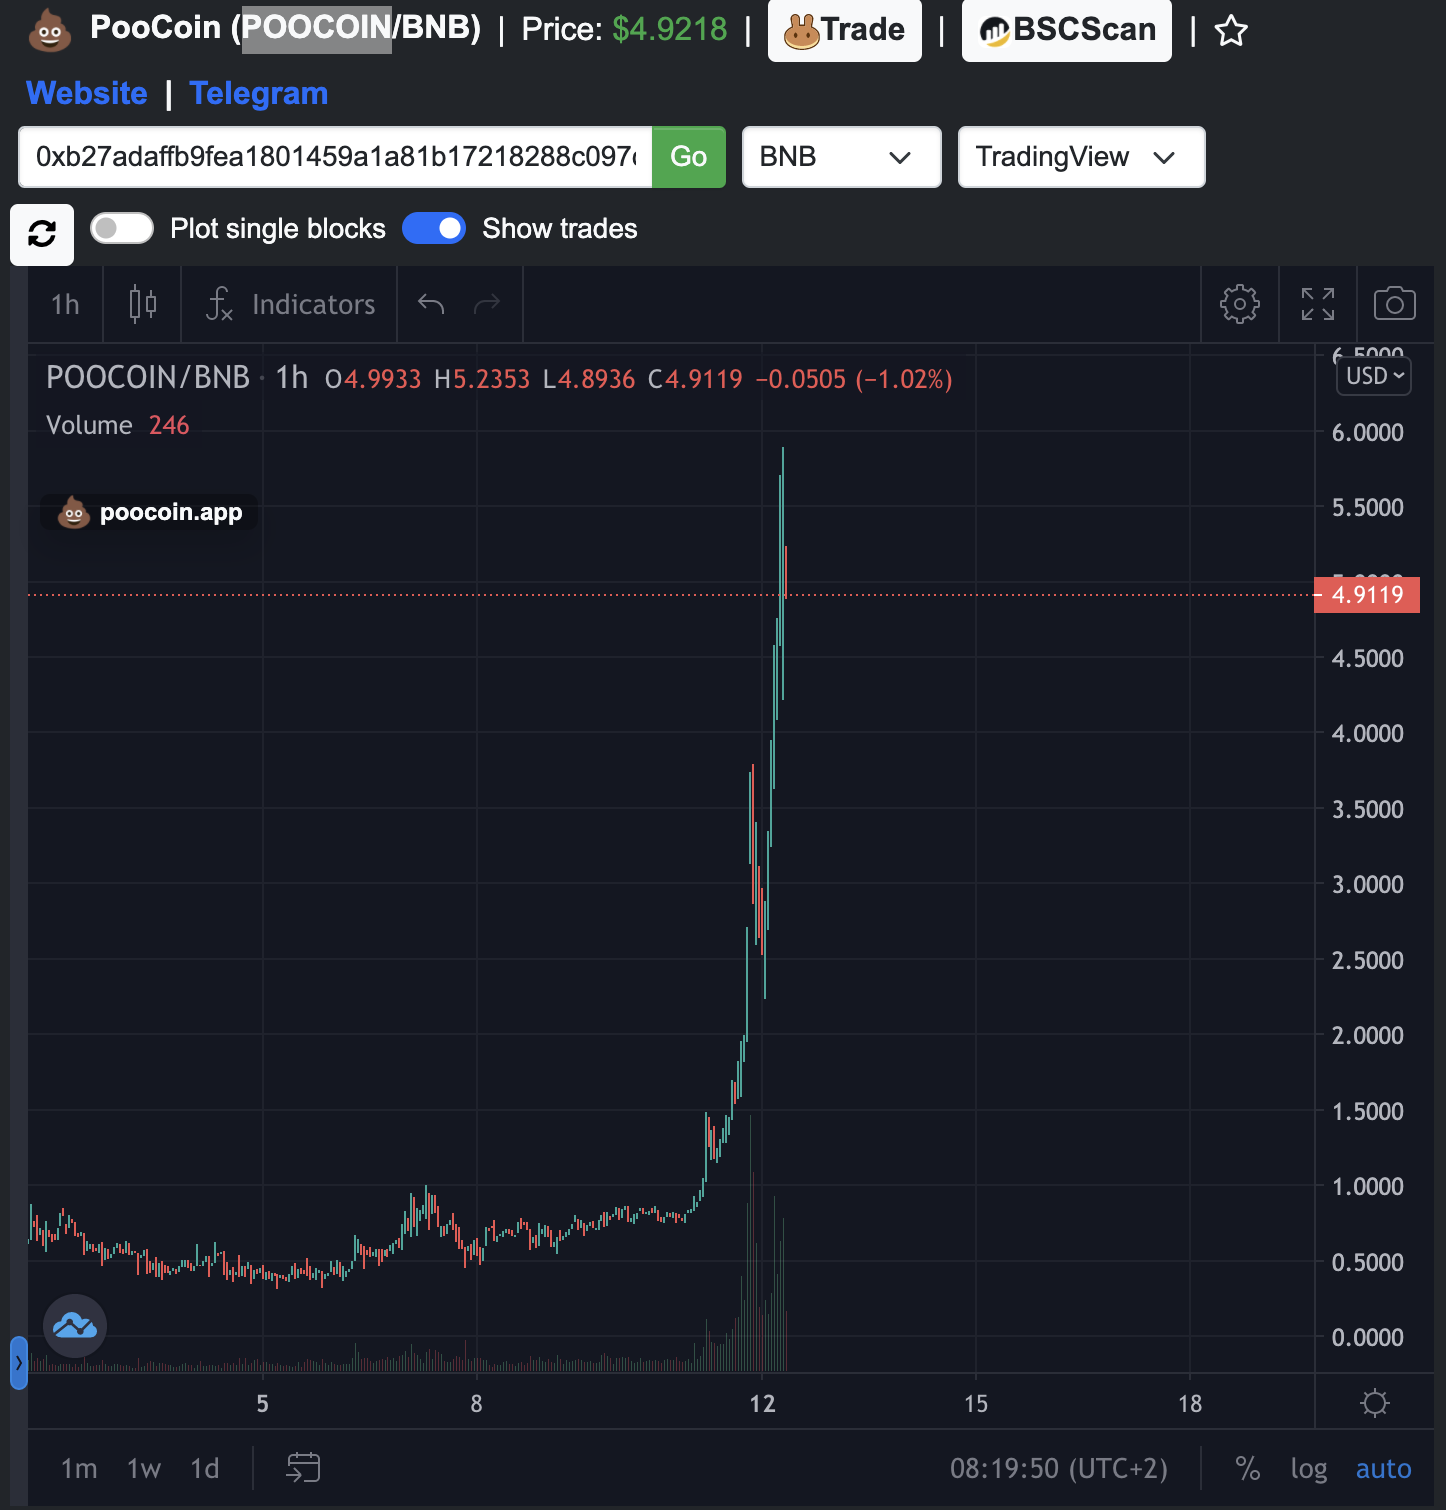 PooCoin (POOCOIN/BNB) | Price: $4.9218 | Trade | BSCScan |
Website | Telegram
0xb27adaffb9fea1801459a1a81b17218288c097 Go BNB TradingView
Plot single blocks Show trades
1h Indicators
POOCOIN/BNB · 1h O4.9933 H5.2353 L4.8936 C4.9119 −0.0505 (−1.02%)
Volume 246
poocoin.app
6.5000
USD
6.0000
5.5000
5.0000
4.9119
4.5000
4.0000
3.5000
3.0000
2.5000
2.0000
1.5000
1.0000
0.5000
0.0000
5 8 12 15 18
1m 1w 1d 08:19:50 (UTC+2) % log auto